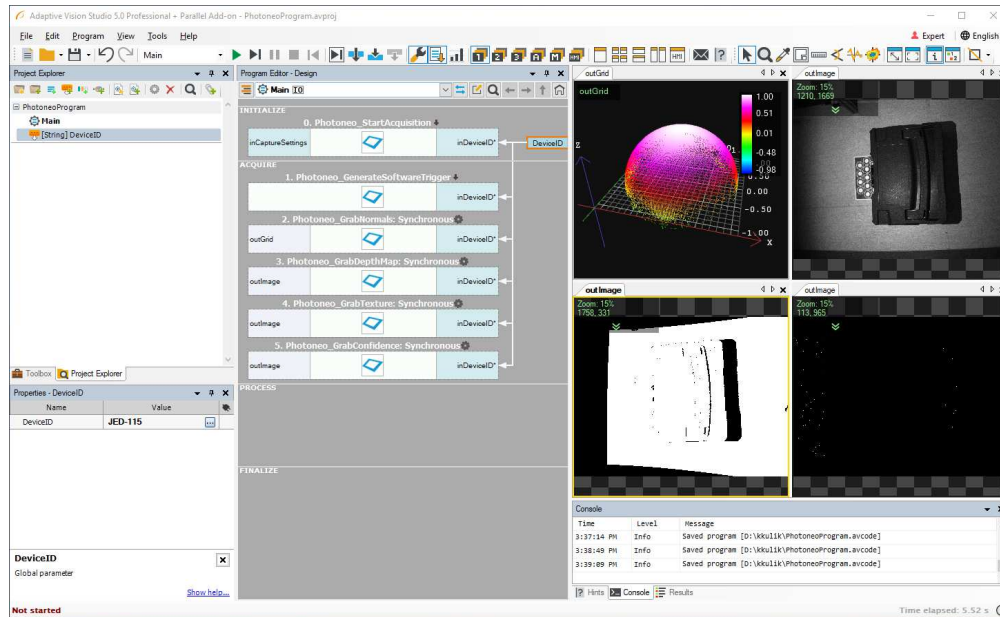 Adaptive Vision Studio 5.0 Professional + Parallel Add-on - PhotoneoProgram.avproj
File Edit Program View Tools Help
Expert English
Main
Project Explorer
PhotoneoProgram
Main
[String] DeviceID
Toolbox Project Explorer
Properties - DeviceID
Name Value
DeviceID JED-115
DeviceID
Global parameter
Show help...
Program Editor - Design
Main IO
INITIALIZE
0. Photoneo_StartAcquisition
inCaptureSettings inDeviceID* DeviceID
ACQUIRE
1. Photoneo_GenerateSoftwareTrigger
inDeviceID*
2. Photoneo_GrabNormals: Synchronous
outGrid inDeviceID*
3. Photoneo_GrabDepthMap: Synchronous
outImage inDeviceID*
4. Photoneo_GrabTexture: Synchronous
outImage inDeviceID*
5. Photoneo_GrabConfidence: Synchronous
outImage inDeviceID*
PROCESS
FINALIZE
outGrid
outGrid
1.00
0.51
0.01
-0.48
-0.98
0.00
-0.50
-1.00
Z
X
outImage
Zoom: 15%
1210, 1669
outImage
Zoom: 15%
1758, 331
outImage
Zoom: 15%
113, 965
Console
Time Level Message
3:37:14 PM Info Saved program [D:\kkulik\PhotoneoProgram.avcode]
3:38:49 PM Info Saved program [D:\kkulik\PhotoneoProgram.avcode]
3:39:09 PM Info Saved program [D:\kkulik\PhotoneoProgram.avcode]
Hints Console Results
Not started
Time elapsed: 5.52 s